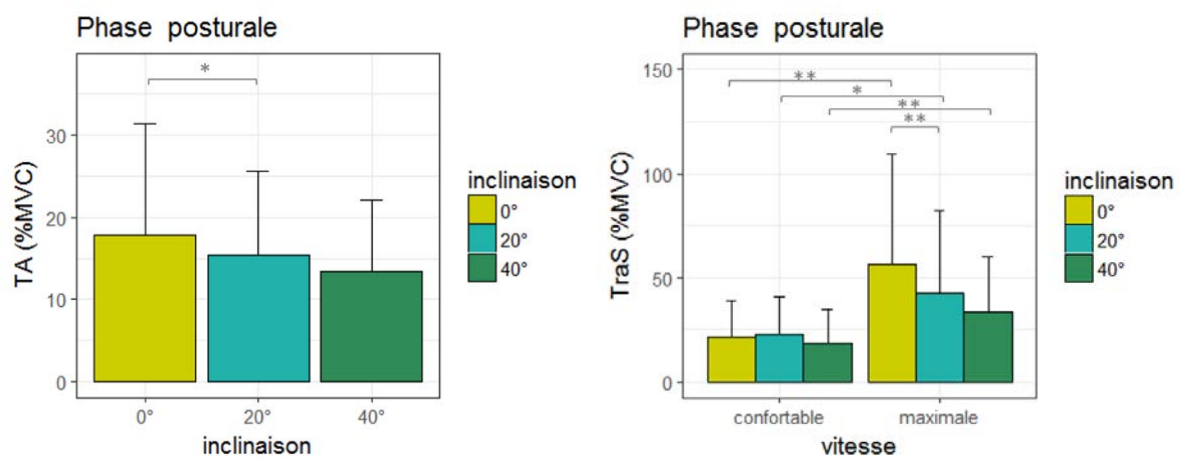 Phase posturale
*
30
20
10
0
TA (%MVC)
0°
20°
40°
inclinaison
inclinaison
0°
20°
40°
Phase posturale
150
100
50
0
TraS (%MVC)
**
*
**
**
confortable
maximale
vitesse
inclinaison
0°
20°
40°